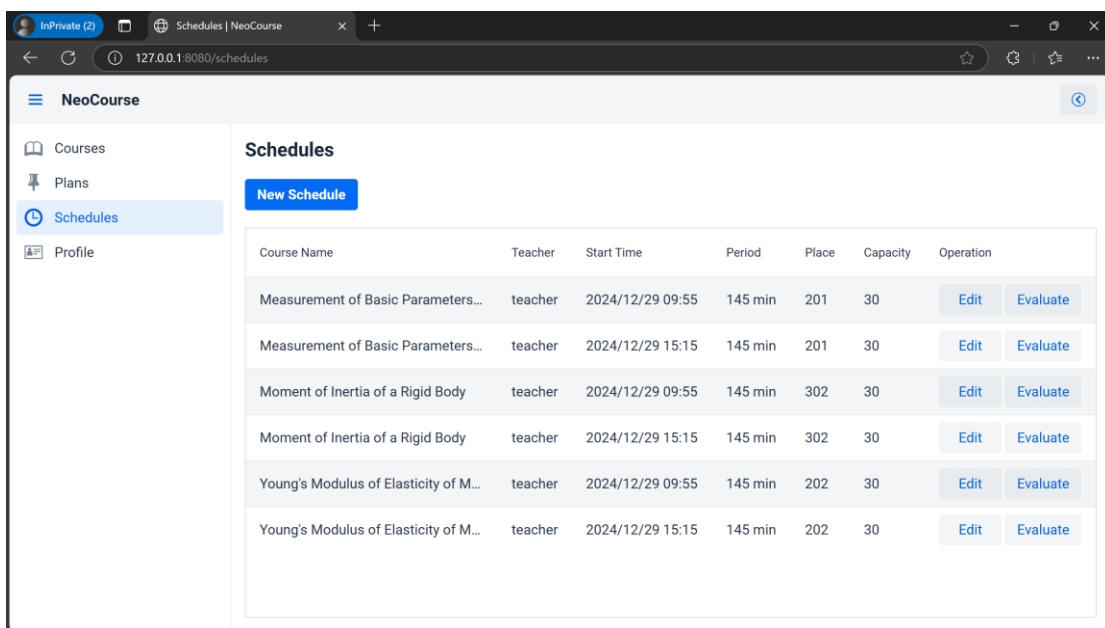 InPrivate (2) Schedules | NeoCourse
127.0.0.1:8080/schedules
NeoCourse
Courses
Plans
Schedules
Profile
Schedules
New Schedule
Course Name Teacher Start Time Period Place Capacity Operation
Measurement of Basic Parameters... teacher 2024/12/29 09:55 145 min 201 30 Edit Evaluate
Measurement of Basic Parameters... teacher 2024/12/29 15:15 145 min 201 30 Edit Evaluate
Moment of Inertia of a Rigid Body teacher 2024/12/29 09:55 145 min 302 30 Edit Evaluate
Moment of Inertia of a Rigid Body teacher 2024/12/29 15:15 145 min 302 30 Edit Evaluate
Young's Modulus of Elasticity of M... teacher 2024/12/29 09:55 145 min 202 30 Edit Evaluate
Young's Modulus of Elasticity of M... teacher 2024/12/29 15:15 145 min 202 30 Edit Evaluate